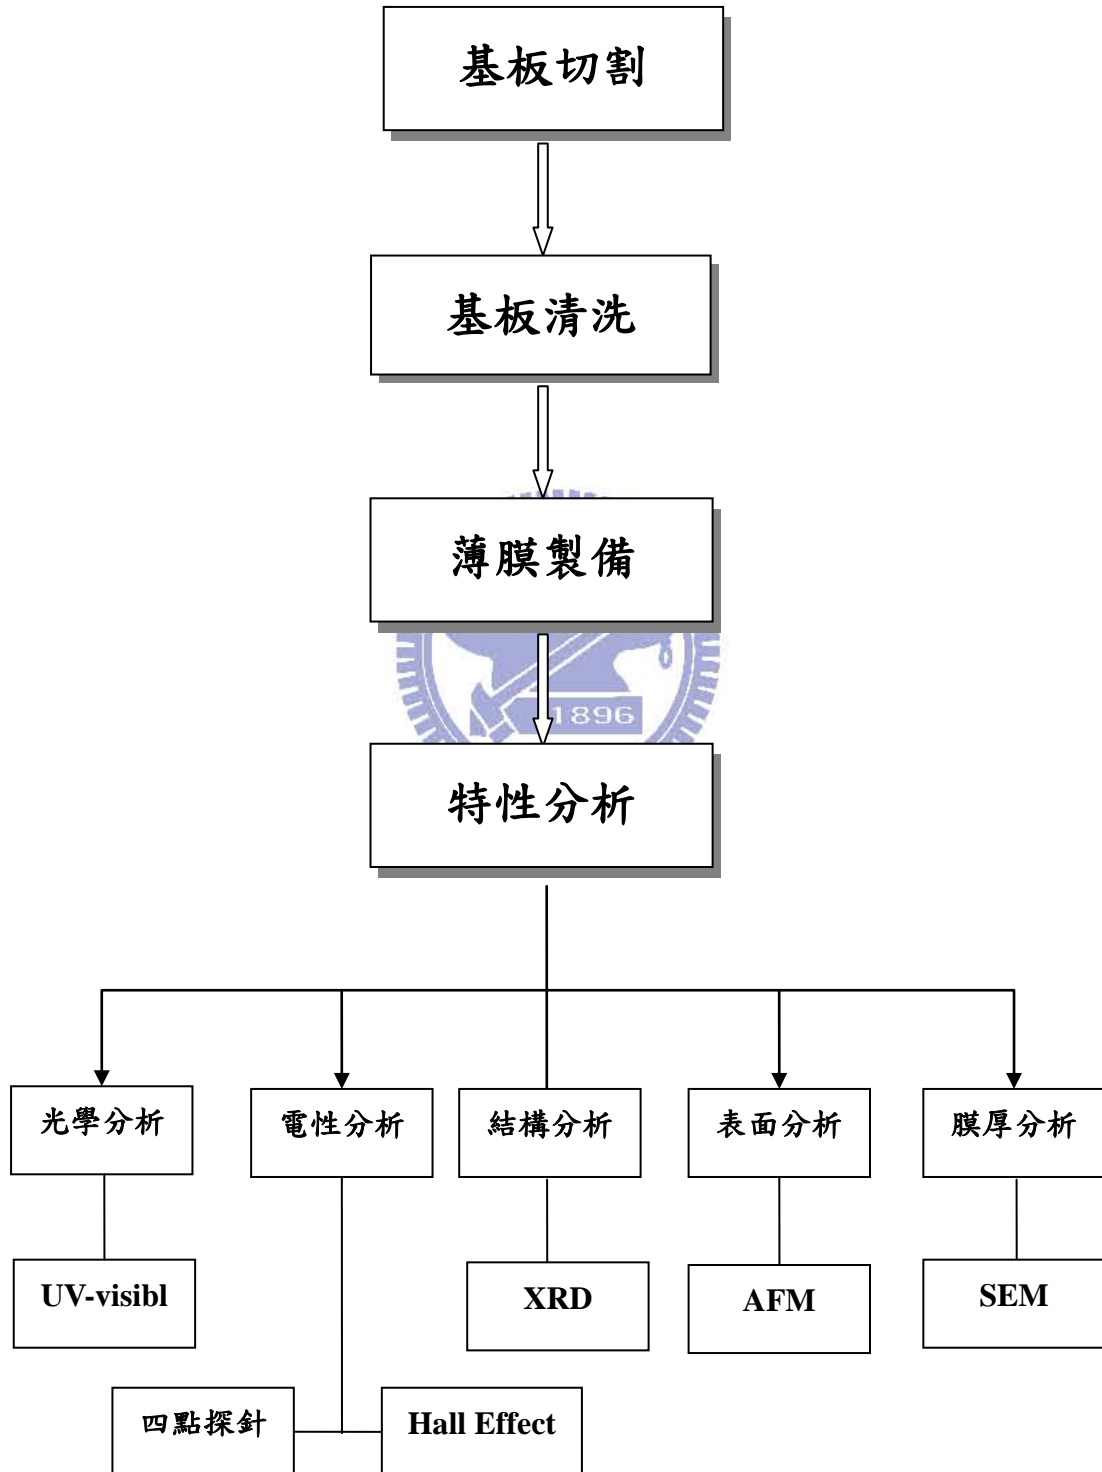 基板切割
基板清洗
薄膜製備
1896
特性分析
光學分析
電性分析
結構分析
表面分析
膜厚分析
UV-visibl
XRD
AFM
SEM
四點探針
Hall Effect